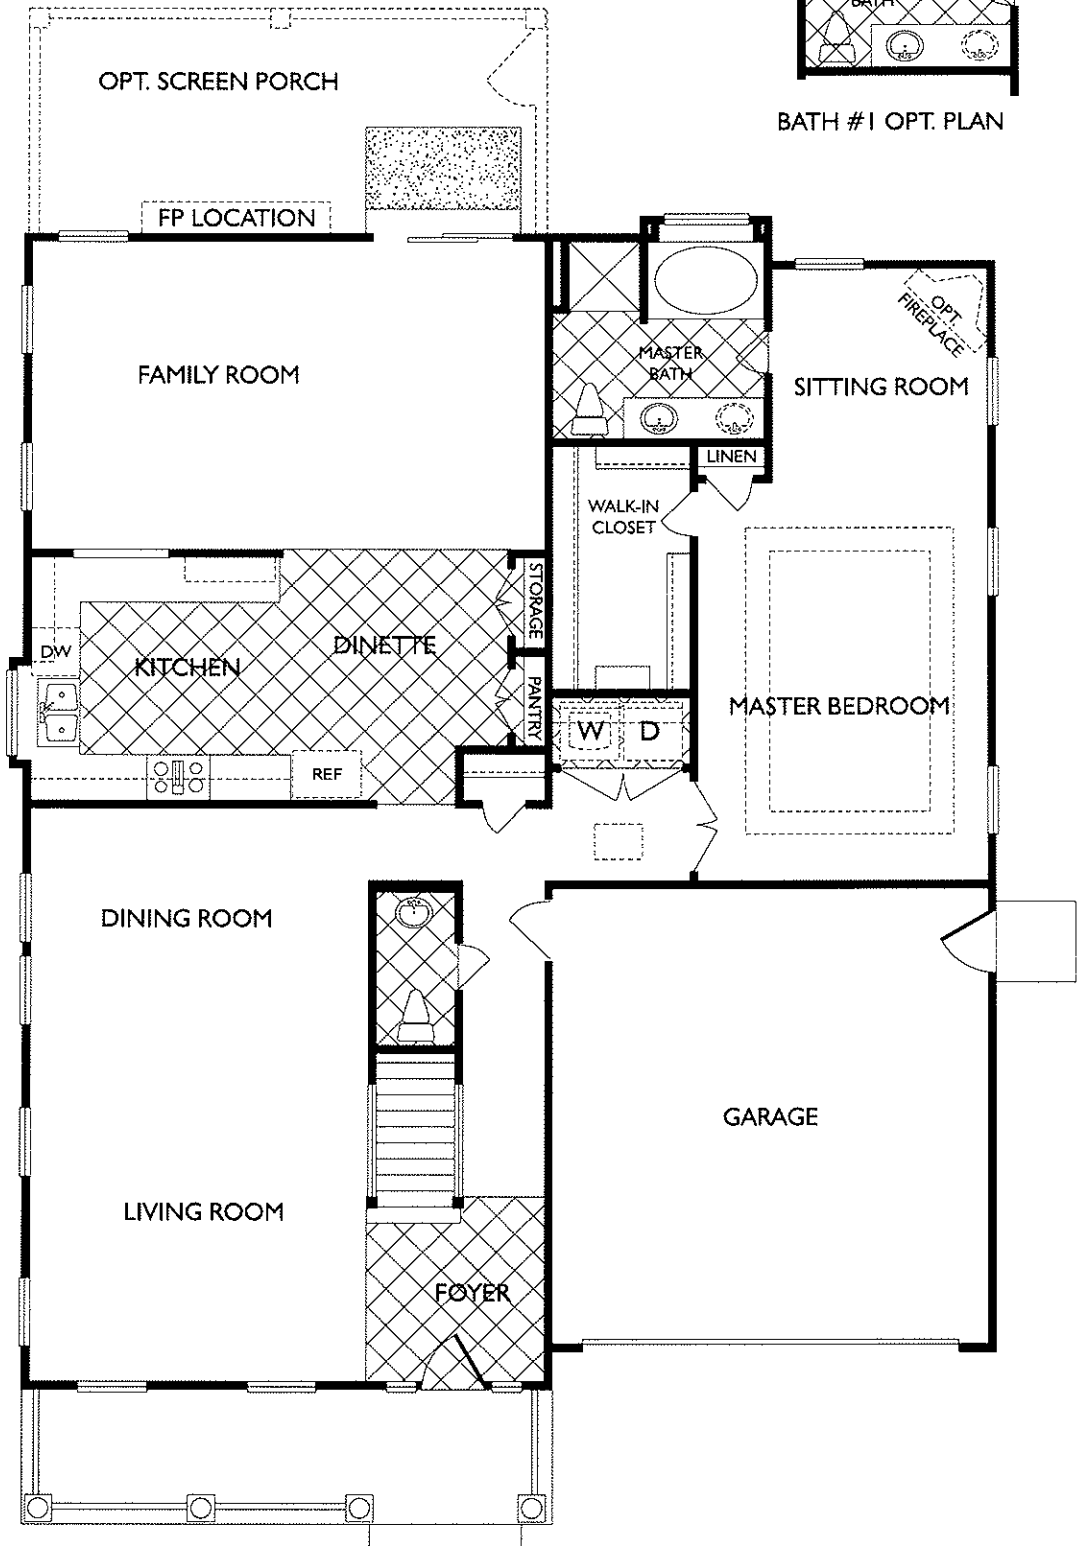 BATH
BATH #1 OPT. PLAN
OPT. SCREEN PORCH
FP LOCATION
OPT.
FIREPLACE
MASTER
BATH
FAMILY ROOM
SITTING ROOM
LINEN
WALK-IN
CLOSET
STORAGE
DINETTE
DW
KITCHEN
PANTRY
MASTER BEDROOM
W
D
REF
DINING ROOM
GARAGE
LIVING ROOM
FOYER